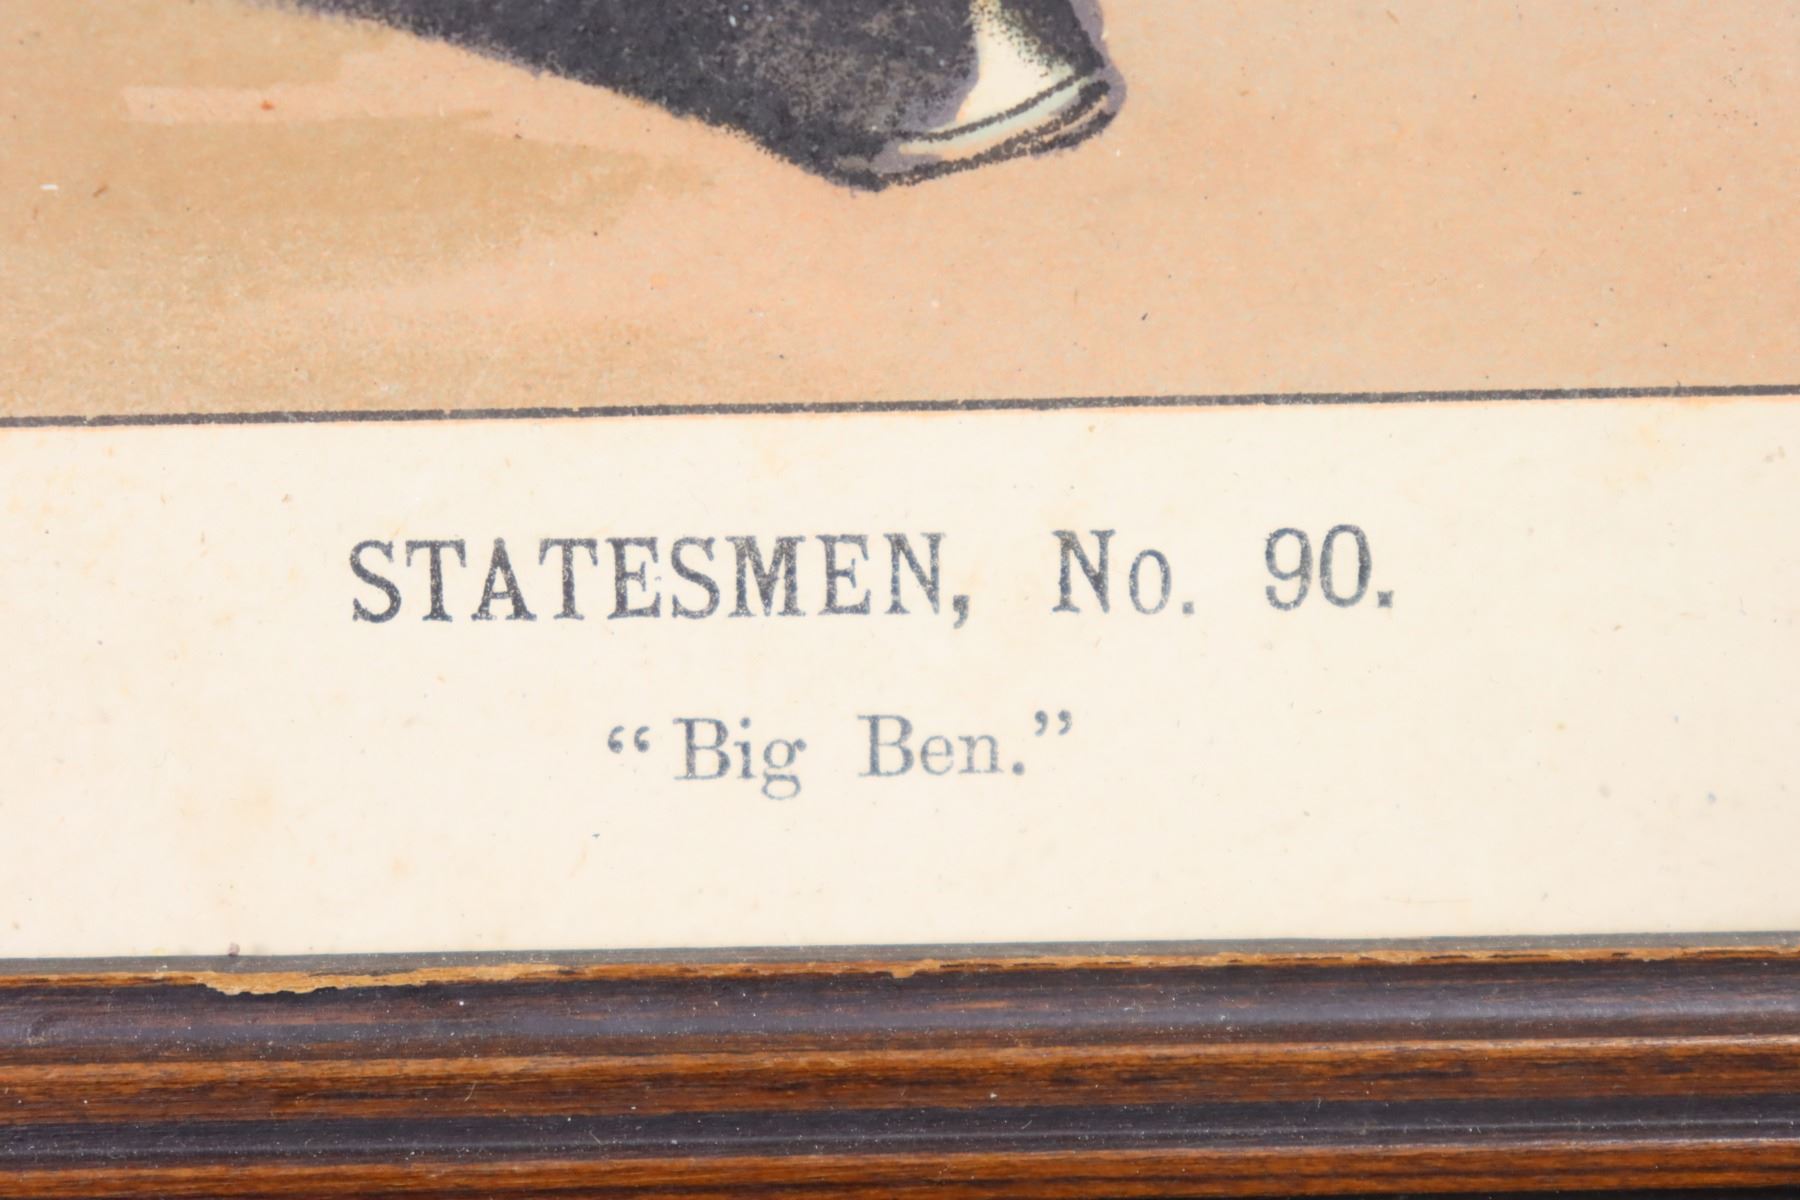 STATESMEN, No. 90.
“Big Ben.”